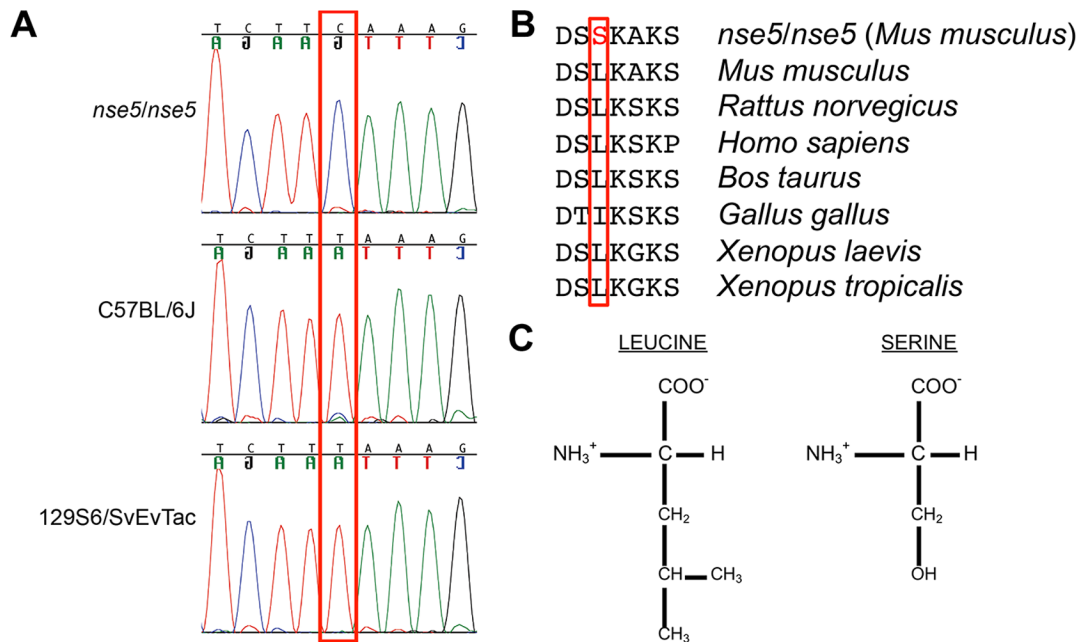 A
T C T T C A A A G
A G A A G T T T C
nse5/nse5
T C T T T A A A G
A G A A A T T T C
C57BL/6J
T C T T T A A A G
A G A A A T T T C
129S6/SvEvTac
B
DSSKAKS nse5/nse5 (Mus musculus)
DSLKAKS Mus musculus
DSLKSKS Rattus norvegicus
DSLKSKP Homo sapiens
DSLKSKS Bos taurus
DTIKSKS Gallus gallus
DSLKGKS Xenopus laevis
DSLKGKS Xenopus tropicalis
C
LEUCINE
COO⁻
NH₃⁺ C H
CH₂
CH CH₃
CH₃
SERINE
COO⁻
NH₃⁺ C H
CH₂
OH